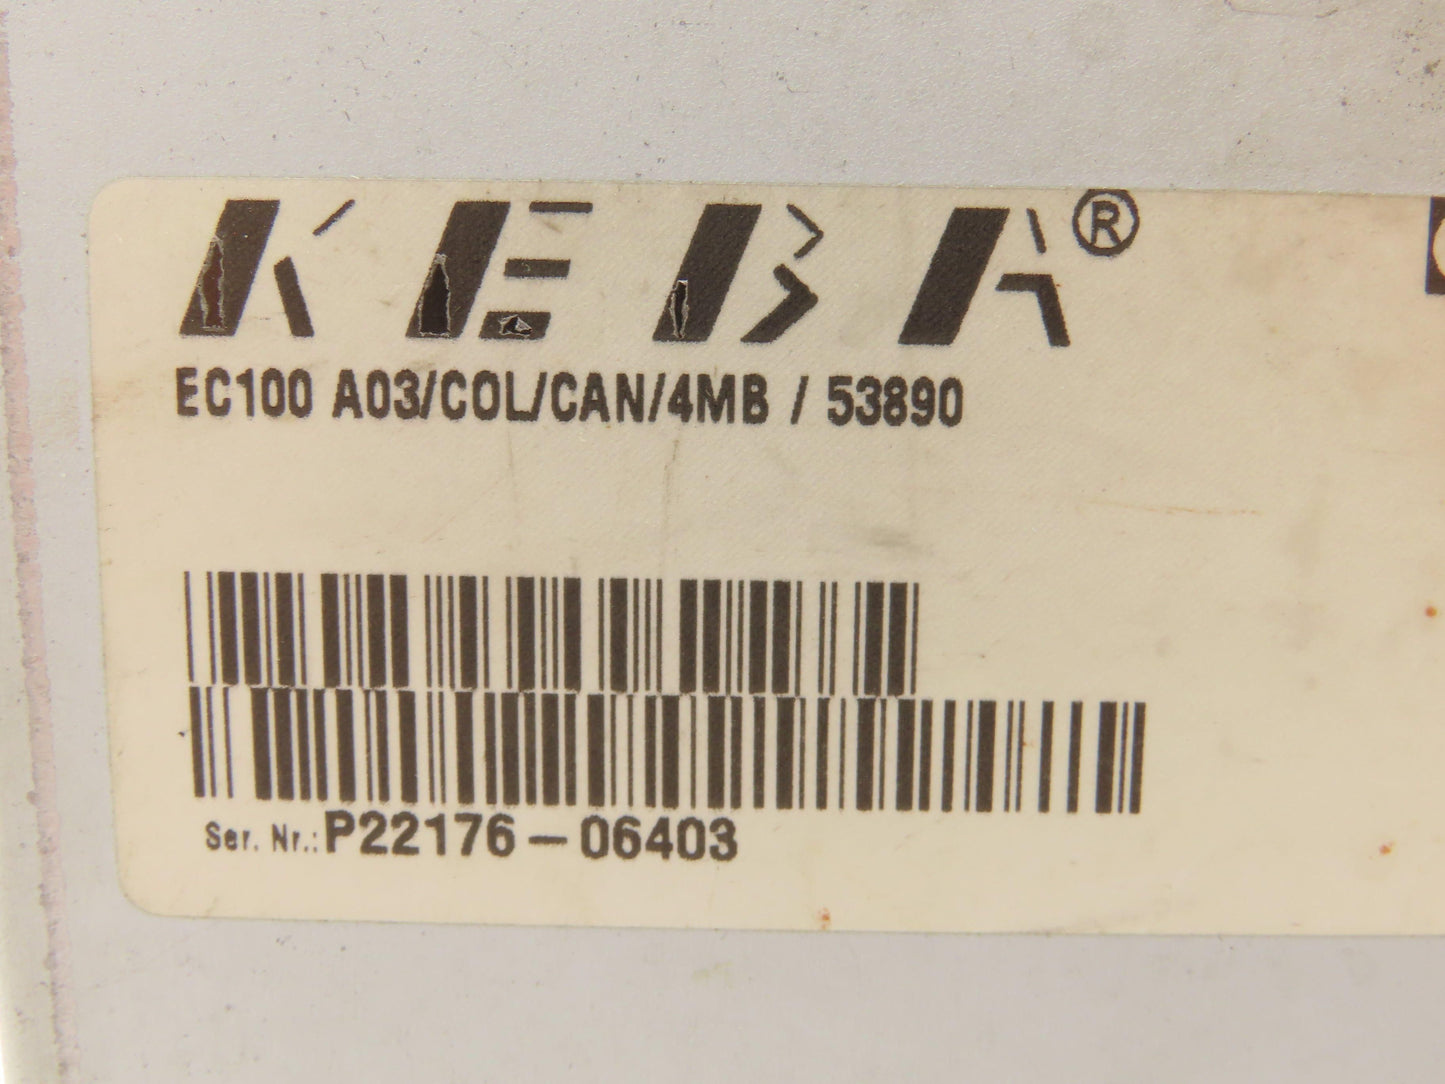 KEBA®
EC100 A03/COL/CAN/4MB / 53890
Ser. Nr.: P22176-06403